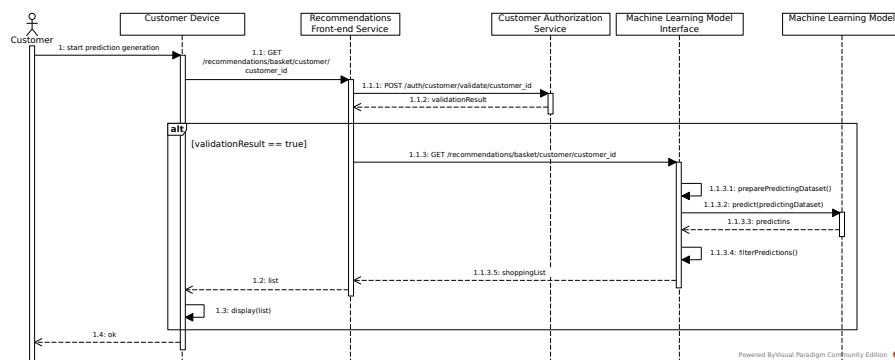 Customer Device
Recommendations
Front-end Service
Customer Authorization
Service
Machine Learning Model
Interface
Machine Learning Model
Customer
1: start prediction generation
1.1: GET
/recommendations/basket/customer/
customer_id
1.1.1: POST /auth/customer/validate/customer_id
1.1.2: validationResult
alt
[validationResult == true]
1.1.3: GET /recommendations/basket/customer/customer_id
1.1.3.1: preparePredictingDataset()
1.1.3.2: predict(predictingDataset)
1.1.3.3: predictins
1.1.3.4: filterPredictions()
1.1.3.5: shoppingList
1.2: list
1.3: display(list)
1.4: ok
Powered ByVisual Paradigm Community Edition